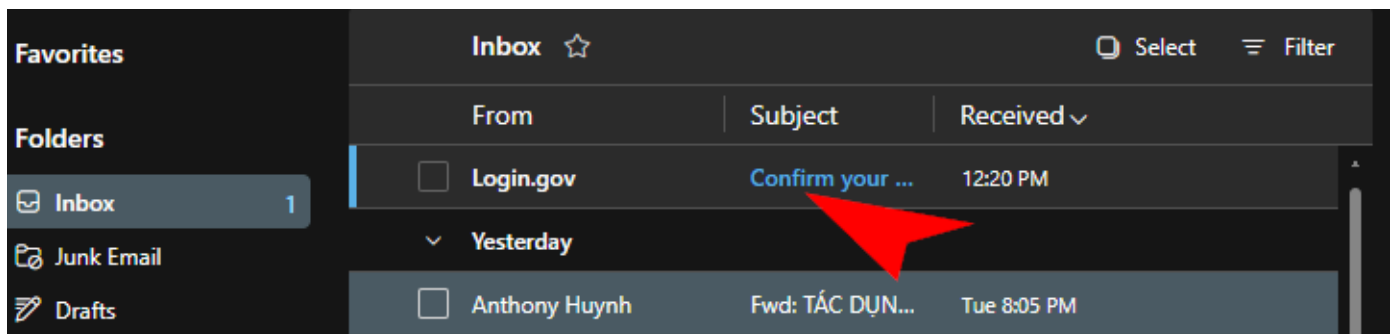 Favorites
Folders
Inbox 1
Junk Email
Drafts
Inbox
Select Filter
From Subject Received
Login.gov Confirm your ... 12:20 PM
Yesterday
Anthony Huynh Fwd: TÁC DỤN... Tue 8:05 PM